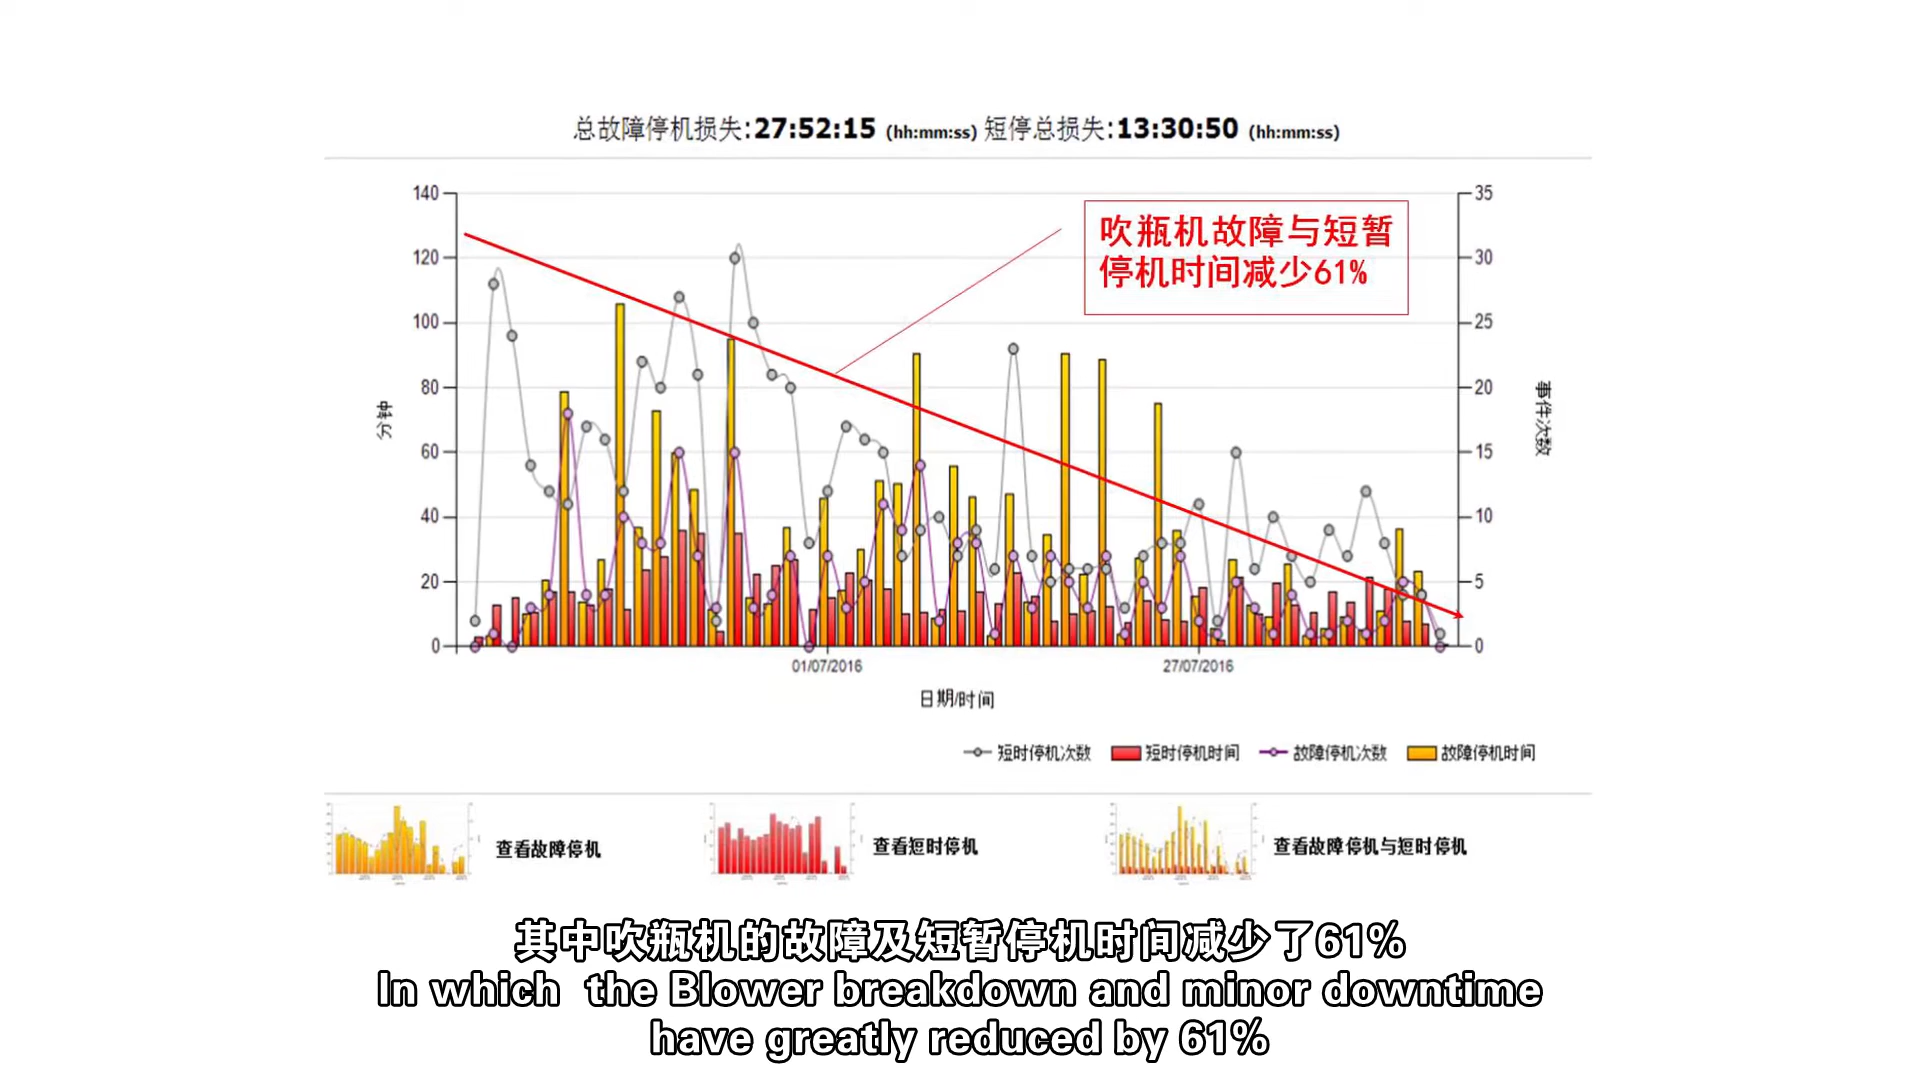 总故障停机损失:27:52:15 (hh:mm:ss) 短停总损失:13:30:50 (hh:mm:ss)
140
120
100
80
60
40
20
0
分钟
35
30
25
20
15
10
5
0
事件次数
吹瓶机故障与短暂
停机时间减少61%
01/07/2016
27/07/2016
日期/时间
短时停机次数
短时停机时间
故障停机次数
故障停机时间
查看故障停机
查看短时停机
查看故障停机与短时停机
其中吹瓶机的故障及短暂停机时间减少了61%
In which the Blower breakdown and minor downtime
have greatly reduced by 61%